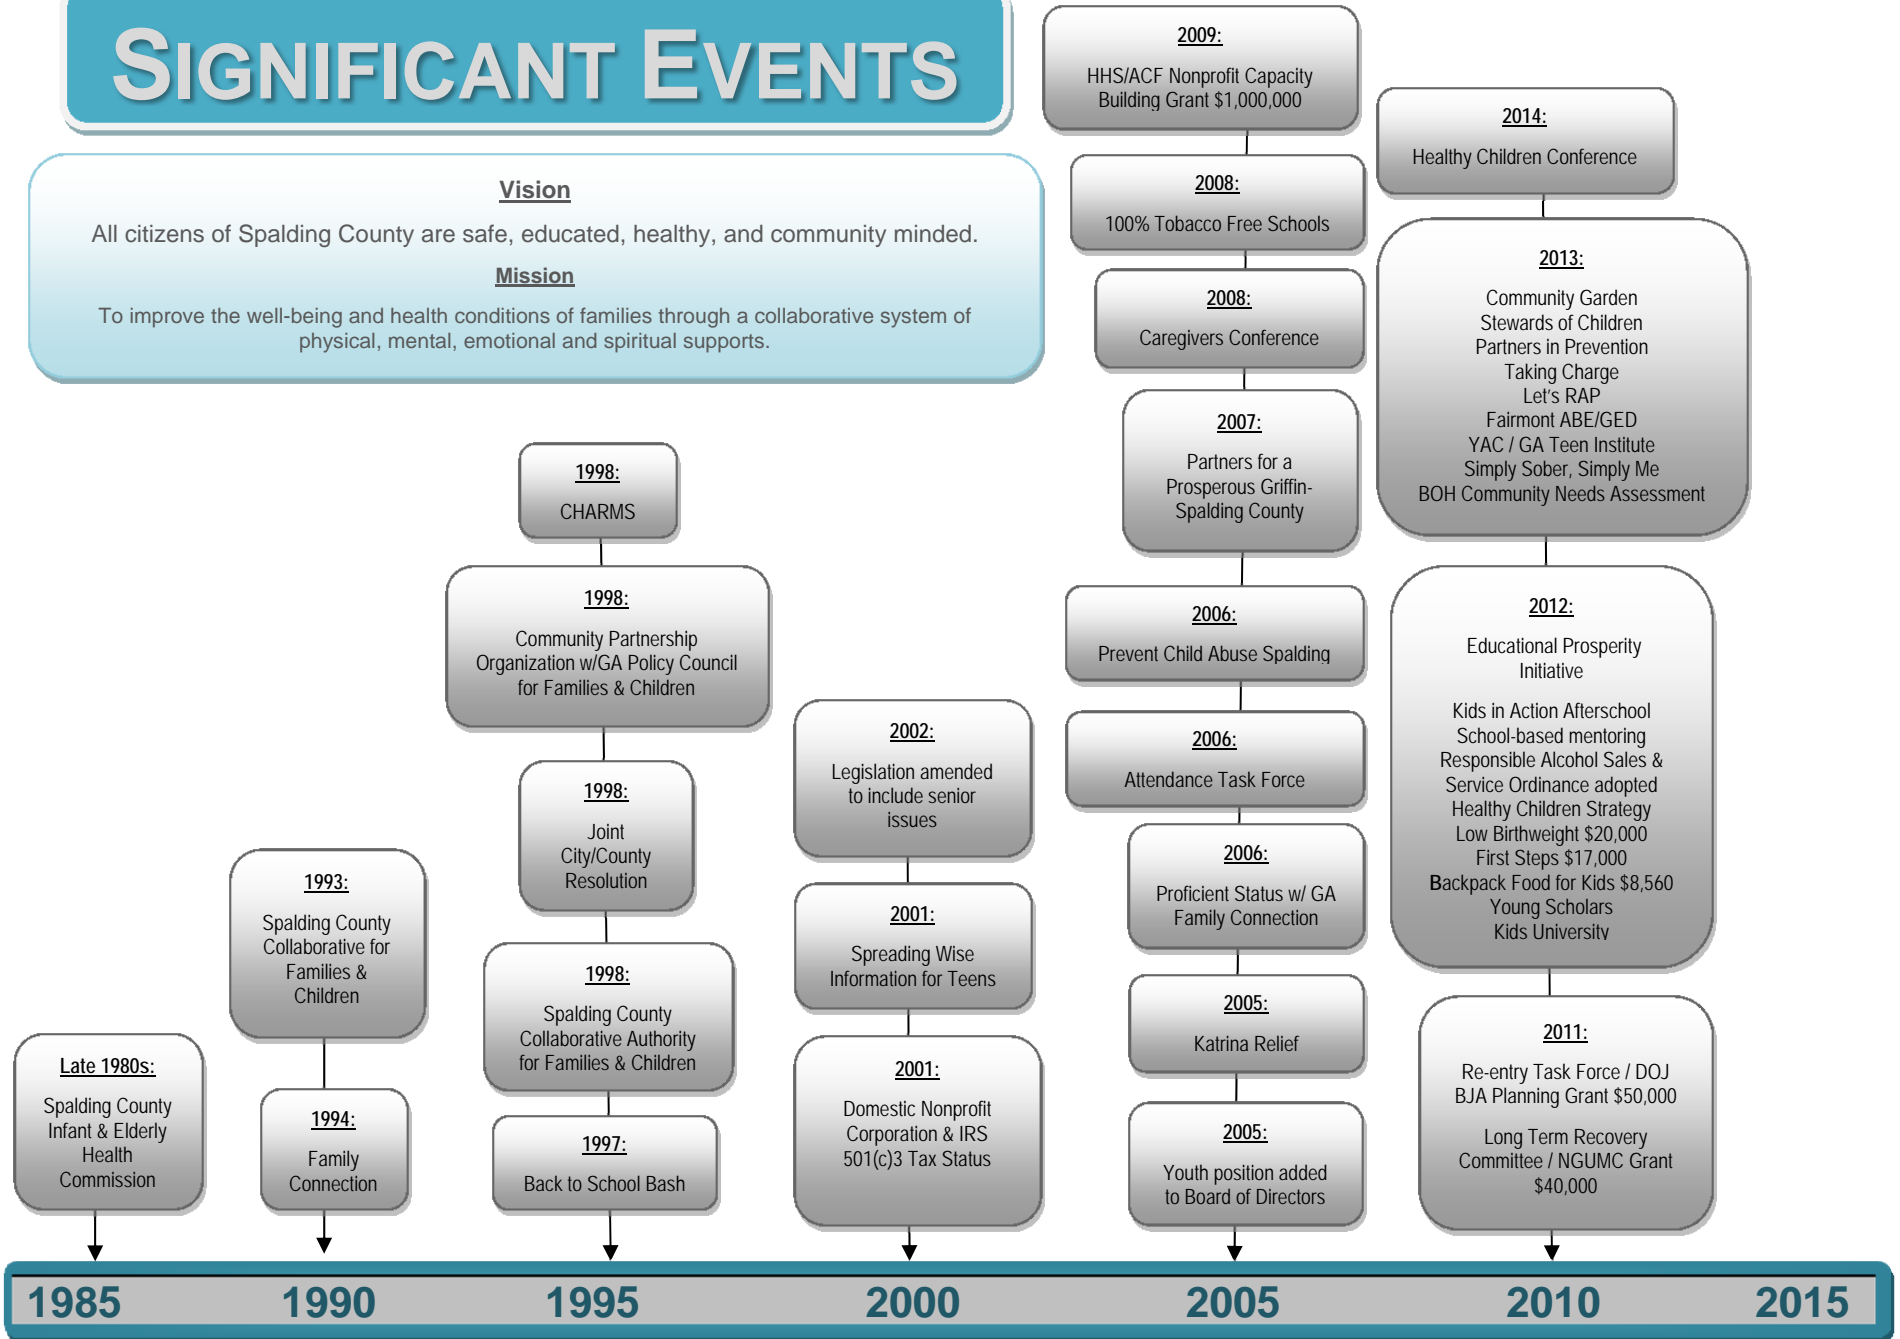 SIGNIFICANT EVENTS
Vision
All citizens of Spalding County are safe, educated, healthy, and community minded.
Mission
To improve the well-being and health conditions of families through a collaborative system of
physical, mental, emotional and spiritual supports.
Late 1980s:
Spalding County
Infant & Elderly
Health
Commission
1993:
Spalding County
Collaborative for
Families &
Children
1994:
Family
Connection
1998:
CHARMS
1998:
Community Partnership
Organization w/GA Policy Council
for Families & Children
1998:
Joint
City/County
Resolution
1998:
Spalding County
Collaborative Authority
for Families & Children
1997:
Back to School Bash
2002:
Legislation amended
to include senior
issues
2001:
Spreading Wise
Information for Teens
2001:
Domestic Nonprofit
Corporation & IRS
501(c)3 Tax Status
2009:
HHS/ACF Nonprofit Capacity
Building Grant $1,000,000
2008:
100% Tobacco Free Schools
2008:
Caregivers Conference
2007:
Partners for a
Prosperous Griffin-
Spalding County
2006:
Prevent Child Abuse Spalding
2006:
Attendance Task Force
2006:
Proficient Status w/ GA
Family Connection
2005:
Katrina Relief
2005:
Youth position added
to Board of Directors
2014:
Healthy Children Conference
2013:
Community Garden
Stewards of Children
Partners in Prevention
Taking Charge
Let's RAP
Fairmont ABE/GED
YAC / GA Teen Institute
Simply Sober, Simply Me
BOH Community Needs Assessment
2012:
Educational Prosperity
Initiative
Kids in Action Afterschool
School-based mentoring
Responsible Alcohol Sales &
Service Ordinance adopted
Healthy Children Strategy
Low Birthweight $20,000
First Steps $17,000
Backpack Food for Kids $8,560
Young Scholars
Kids University
2011:
Re-entry Task Force / DOJ
BJA Planning Grant $50,000
Long Term Recovery
Committee / NGUMC Grant
$40,000
1985 1990 1995 2000 2005 2010 2015